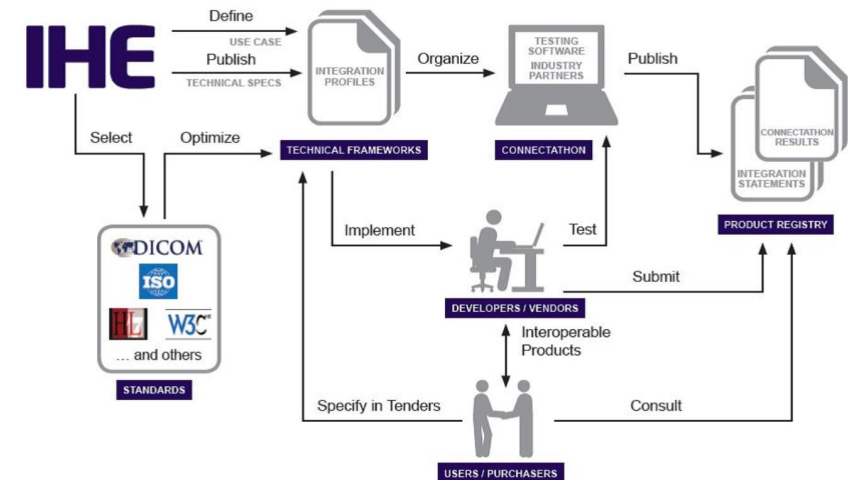 IHE
Define
USE CASE
Publish
TECHNICAL SPECS
INTEGRATION
PROFILES
Organize
TESTING
SOFTWARE
INDUSTRY
PARTNERS
Publish
CONNECTATHON
RESULTS
INTEGRATION
STATEMENTS
Select
Optimize
TECHNICAL FRAMEWORKS
CONNECTATHON
PRODUCT REGISTRY
DICOM
ISO
HL7
W3C
... and others
STANDARDS
Implement
Test
Submit
DEVELOPERS / VENDORS
Interoperable
Products
Specify in Tenders
Consult
USERS / PURCHASERS